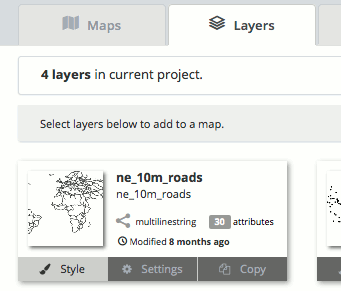 Maps
Layers
4 layers in current project.
Select layers below to add to a map.
ne_10m_roads
ne_10m_roads
multilinestring 30 attributes
Modified 8 months ago
Style Settings Copy